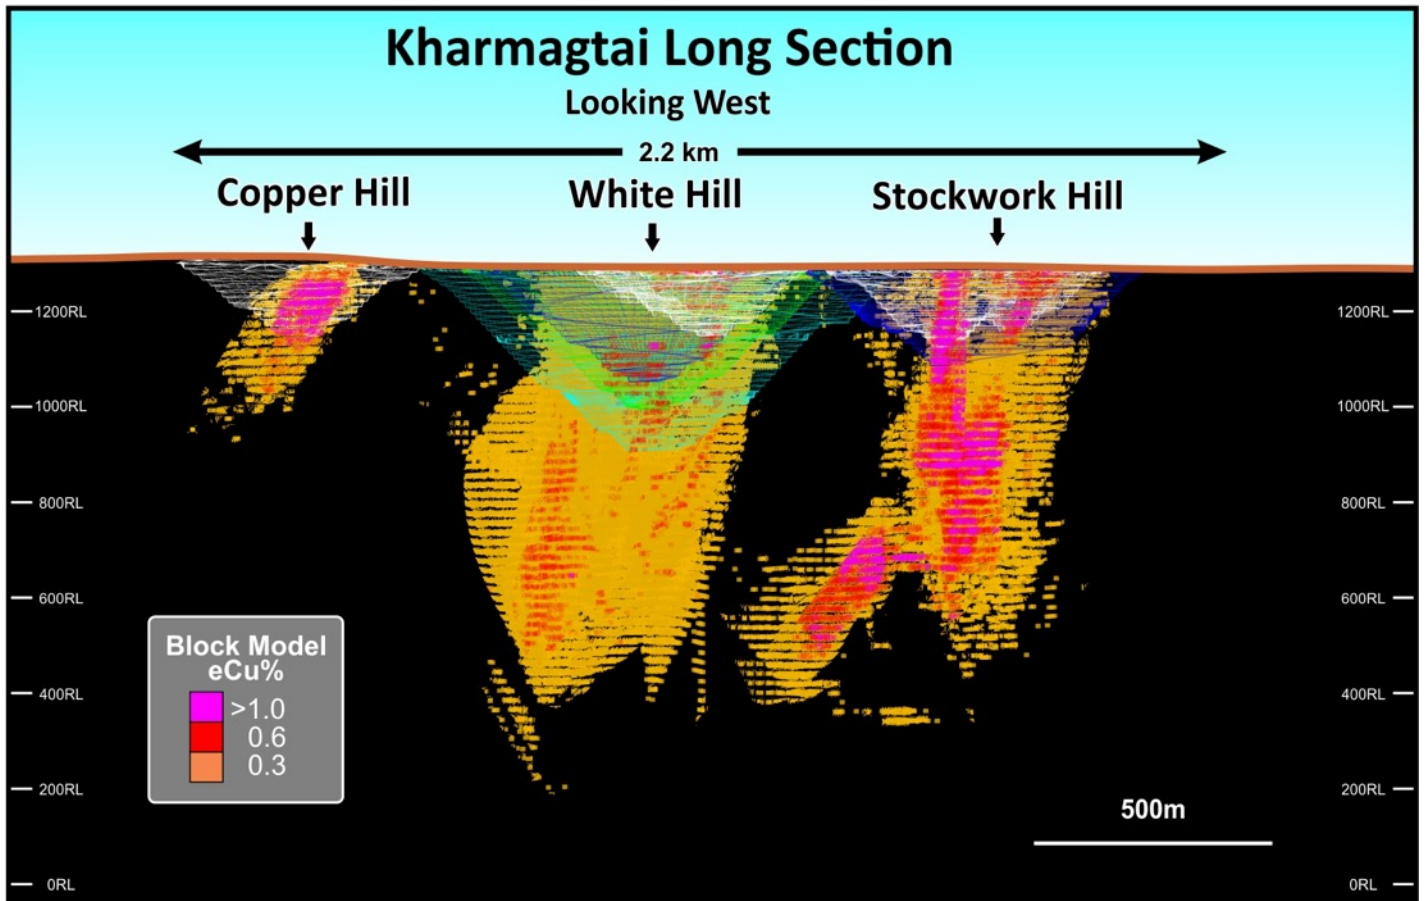 Kharmagtai Long Section
Looking West
2.2 km
Copper Hill
White Hill
Stockwork Hill
1200RL
1200RL
1000RL
1000RL
800RL
800RL
600RL
600RL
Block Model
eCu%
>1.0
0.6
0.3
400RL
400RL
200RL
200RL
500m
0RL
0RL